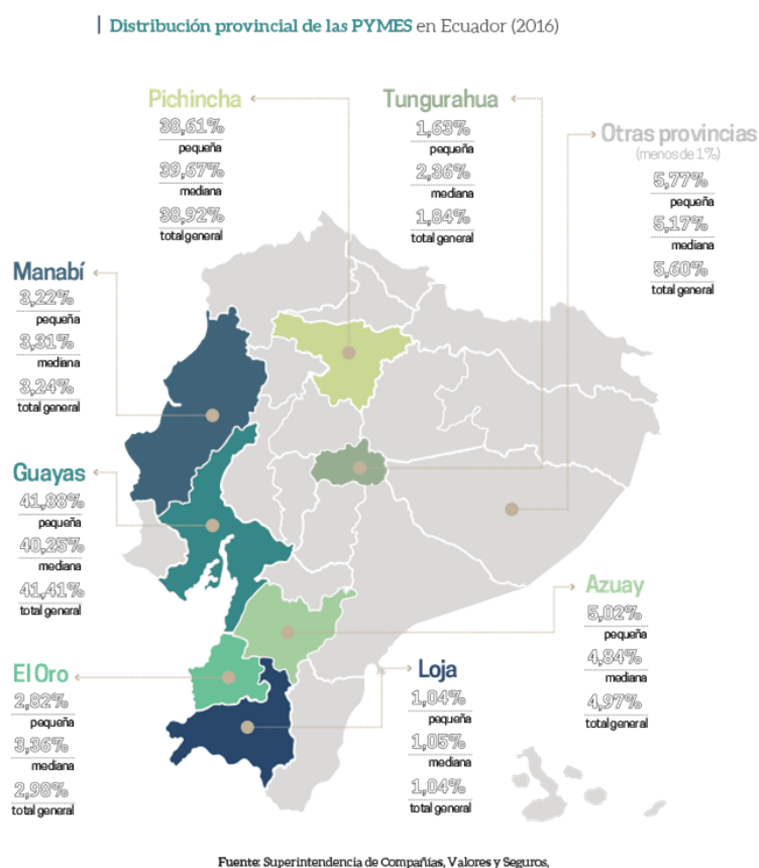 Distribución provincial de las PYMES en Ecuador (2016)
Pichincha
38,61%
pequeña
39,67%
mediana
38,92%
total general
Tungurahua
1,63%
pequeña
2,36%
mediana
1,84%
total general
Otras provincias
(menos de 1%)
5,77%
pequeña
5,17%
mediana
5,60%
total general
Manabí
3,22%
pequeña
3,31%
mediana
3,24%
total general
Guayas
41,88%
pequeña
40,25%
mediana
41,41%
total general
Azuay
5,02%
pequeña
4,84%
mediana
4,97%
total general
El Oro
2,82%
pequeña
3,36%
mediana
2,98%
total general
Loja
1,04%
pequeña
1,05%
mediana
1,04%
total general
Fuente: Superintendencia de Compañías, Valores y Seguros,